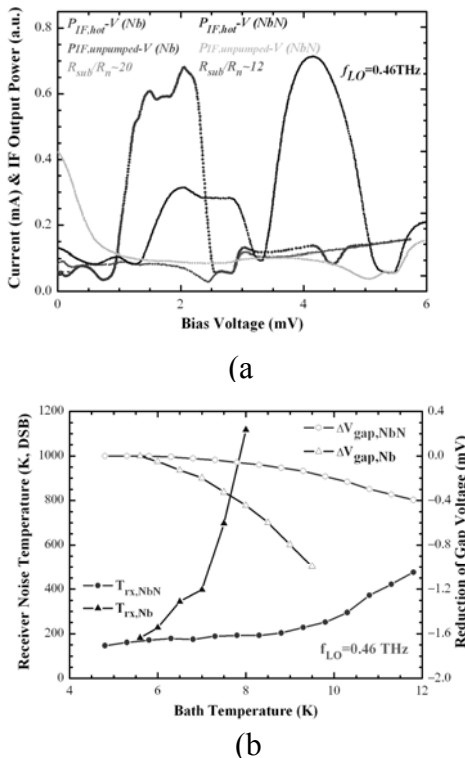 P_IF,hot-V (Nb) P_IF,hot-V (NbN)
P_IF,unpumped-V (Nb) P_IF,unpumped-V (NbN)
R_sub/R_n~20 R_sub/R_n~12
f_LO=0.46THz
Current (mA) & IF Output Power (a.u.)
0.8
0.6
0.4
0.2
0.0
0 2 4 6
Bias Voltage (mV)
(a
Receiver Noise Temperature (K, DSB)
1200
1000
800
600
400
200
0
ΔV_gap,NbN
ΔV_gap,Nb
T_rx,NbN
T_rx,Nb
f_LO=0.46 THz
0.4
0.0
-0.4
-0.8
-1.2
-1.6
-2.0
Reduction of Gap Voltage (mV)
4 6 8 10 12
Bath Temperature (K)
(b